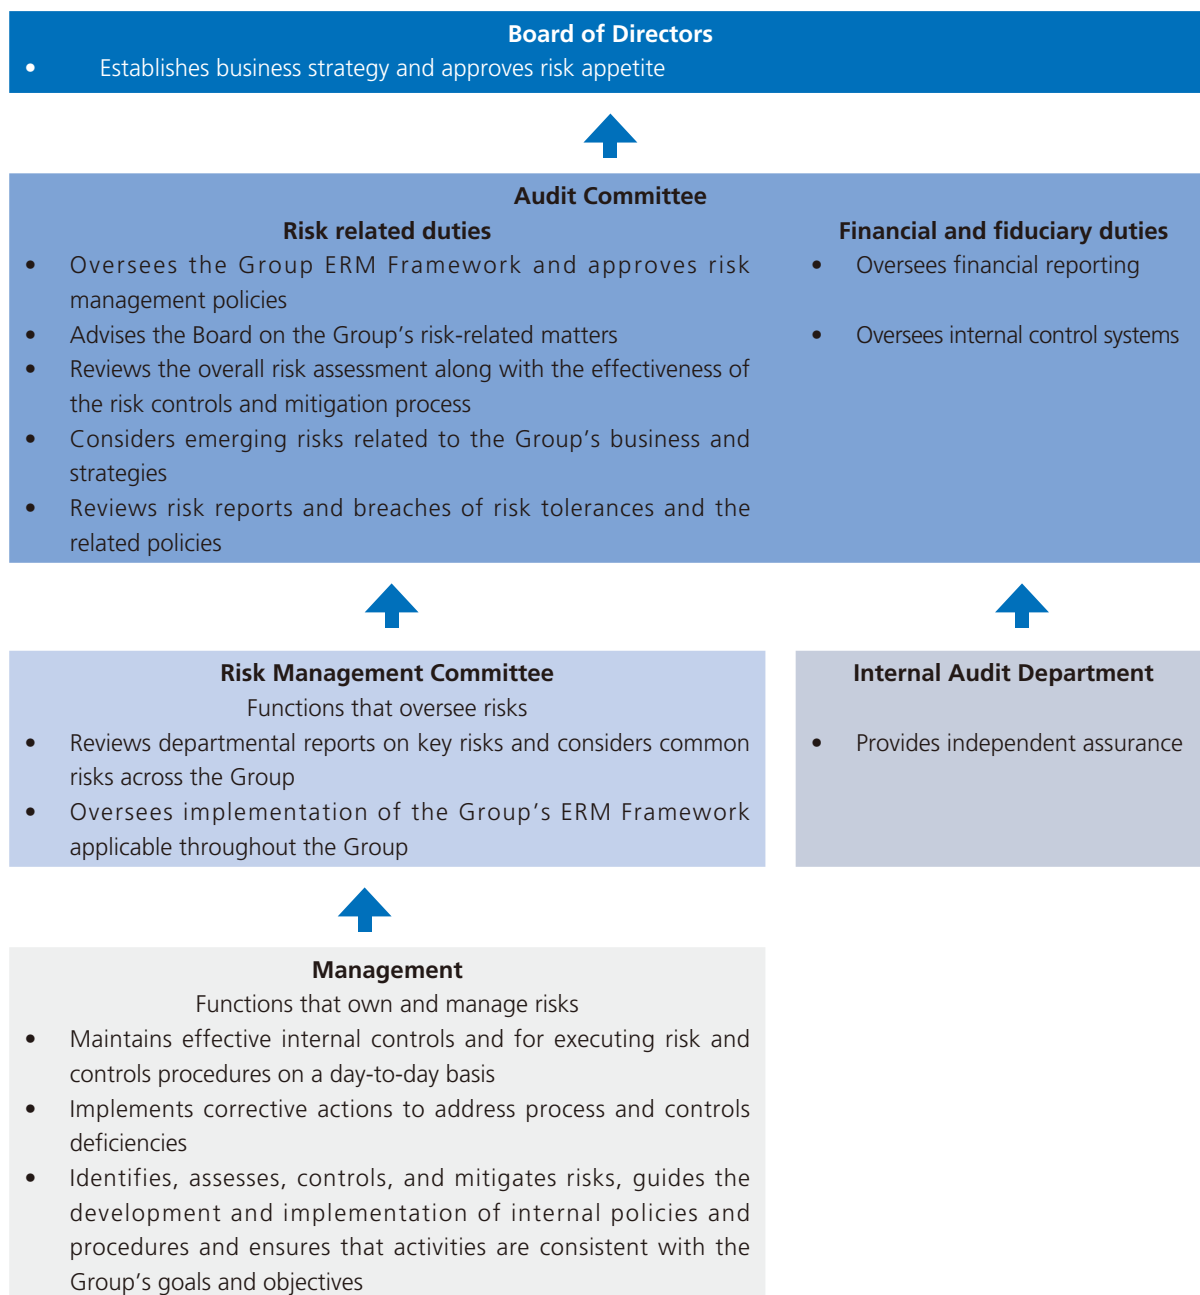 Board of Directors
• Establishes business strategy and approves risk appetite
Audit Committee
Risk related duties
• Oversees the Group ERM Framework and approves risk
management policies
• Advises the Board on the Group’s risk-related matters
• Reviews the overall risk assessment along with the effectiveness of
the risk controls and mitigation process
• Considers emerging risks related to the Group’s business and
strategies
• Reviews risk reports and breaches of risk tolerances and the
related policies
Financial and fiduciary duties
• Oversees financial reporting
• Oversees internal control systems
Risk Management Committee
Functions that oversee risks
• Reviews departmental reports on key risks and considers common
risks across the Group
• Oversees implementation of the Group’s ERM Framework
applicable throughout the Group
Internal Audit Department
• Provides independent assurance
Management
Functions that own and manage risks
• Maintains effective internal controls and for executing risk and
controls procedures on a day-to-day basis
• Implements corrective actions to address process and controls
deficiencies
• Identifies, assesses, controls, and mitigates risks, guides the
development and implementation of internal policies and
procedures and ensures that activities are consistent with the
Group’s goals and objectives